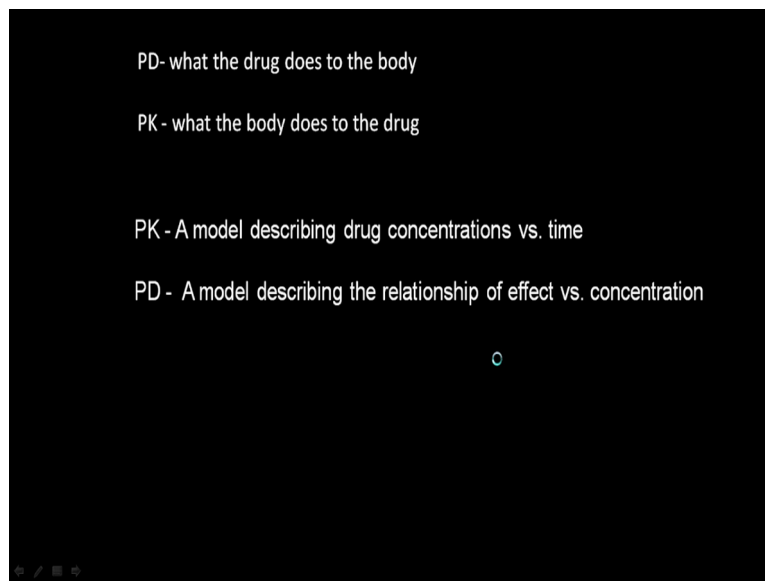 PD- what the drug does to the body
PK - what the body does to the drug
PK - A model describing drug concentrations vs. time
PD -  A model describing the relationship of effect vs. concentration